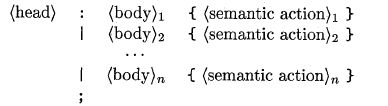 ⟨head⟩ : ⟨body⟩₁ { ⟨semantic action⟩₁ }
| ⟨body⟩₂ { ⟨semantic action⟩₂ }
···
| ⟨body⟩ₙ { ⟨semantic action⟩ₙ }
;